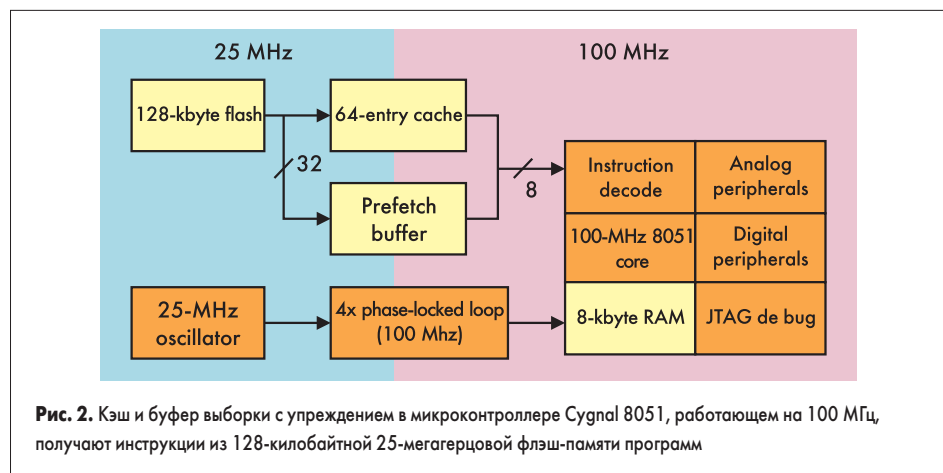 25 MHz
100 MHz
128-kbyte flash
64-entry cache
32
Prefetch
buffer
8
Instruction
decode
Analog
peripherals
100-MHz 8051
core
Digital
peripherals
25-MHz
oscillator
4x phase-locked loop
(100 Mhz)
8-kbyte RAM
JTAG de bug
Рис. 2. Кэш и буфер выборки с упреждением в микроконтроллере Cygnal 8051, работающем на 100 МГц,
получают инструкции из 128-килобайтной 25-мегагерцовой флэш-памяти программ